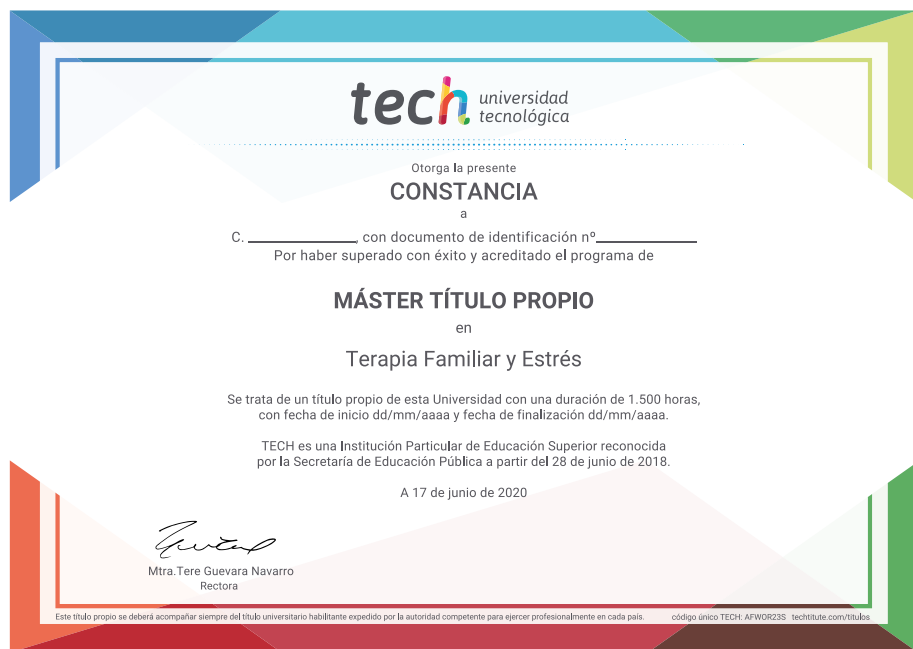 tech universidad
tecnológica
Otorga la presente
CONSTANCIA
a
C. ____________, con documento de identificación nº____________
Por haber superado con éxito y acreditado el programa de
MÁSTER TÍTULO PROPIO
en
Terapia Familiar y Estrés
Se trata de un título propio de esta Universidad con una duración de 1.500 horas,
con fecha de inicio dd/mm/aaaa y fecha de finalización dd/mm/aaaa.
TECH es una Institución Particular de Educación Superior reconocida
por la Secretaría de Educación Pública a partir del 28 de junio de 2018.
A 17 de junio de 2020
Mtra.Tere Guevara Navarro
Rectora
Este título propio se deberá acompañar siempre del título universitario habilitante expedido por la autoridad competente para ejercer profesionalmente en cada país. código único TECH: AFWOR23S techtitute.com/titulos